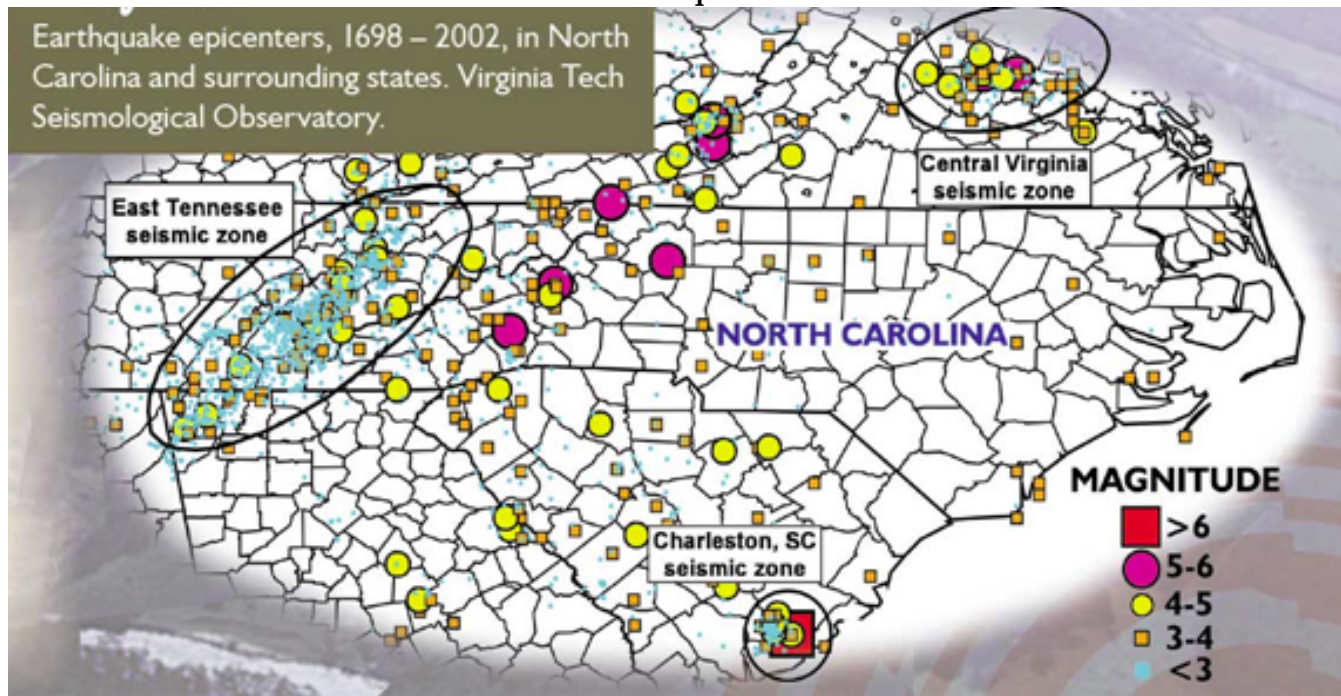 Earthquake epicenters, 1698 – 2002, in North
Carolina and surrounding states. Virginia Tech
Seismological Observatory.
Central Virginia
seismic zone
East Tennessee
seismic zone
NORTH CAROLINA
Charleston, SC
seismic zone
MAGNITUDE
>6
5-6
4-5
3-4
<3